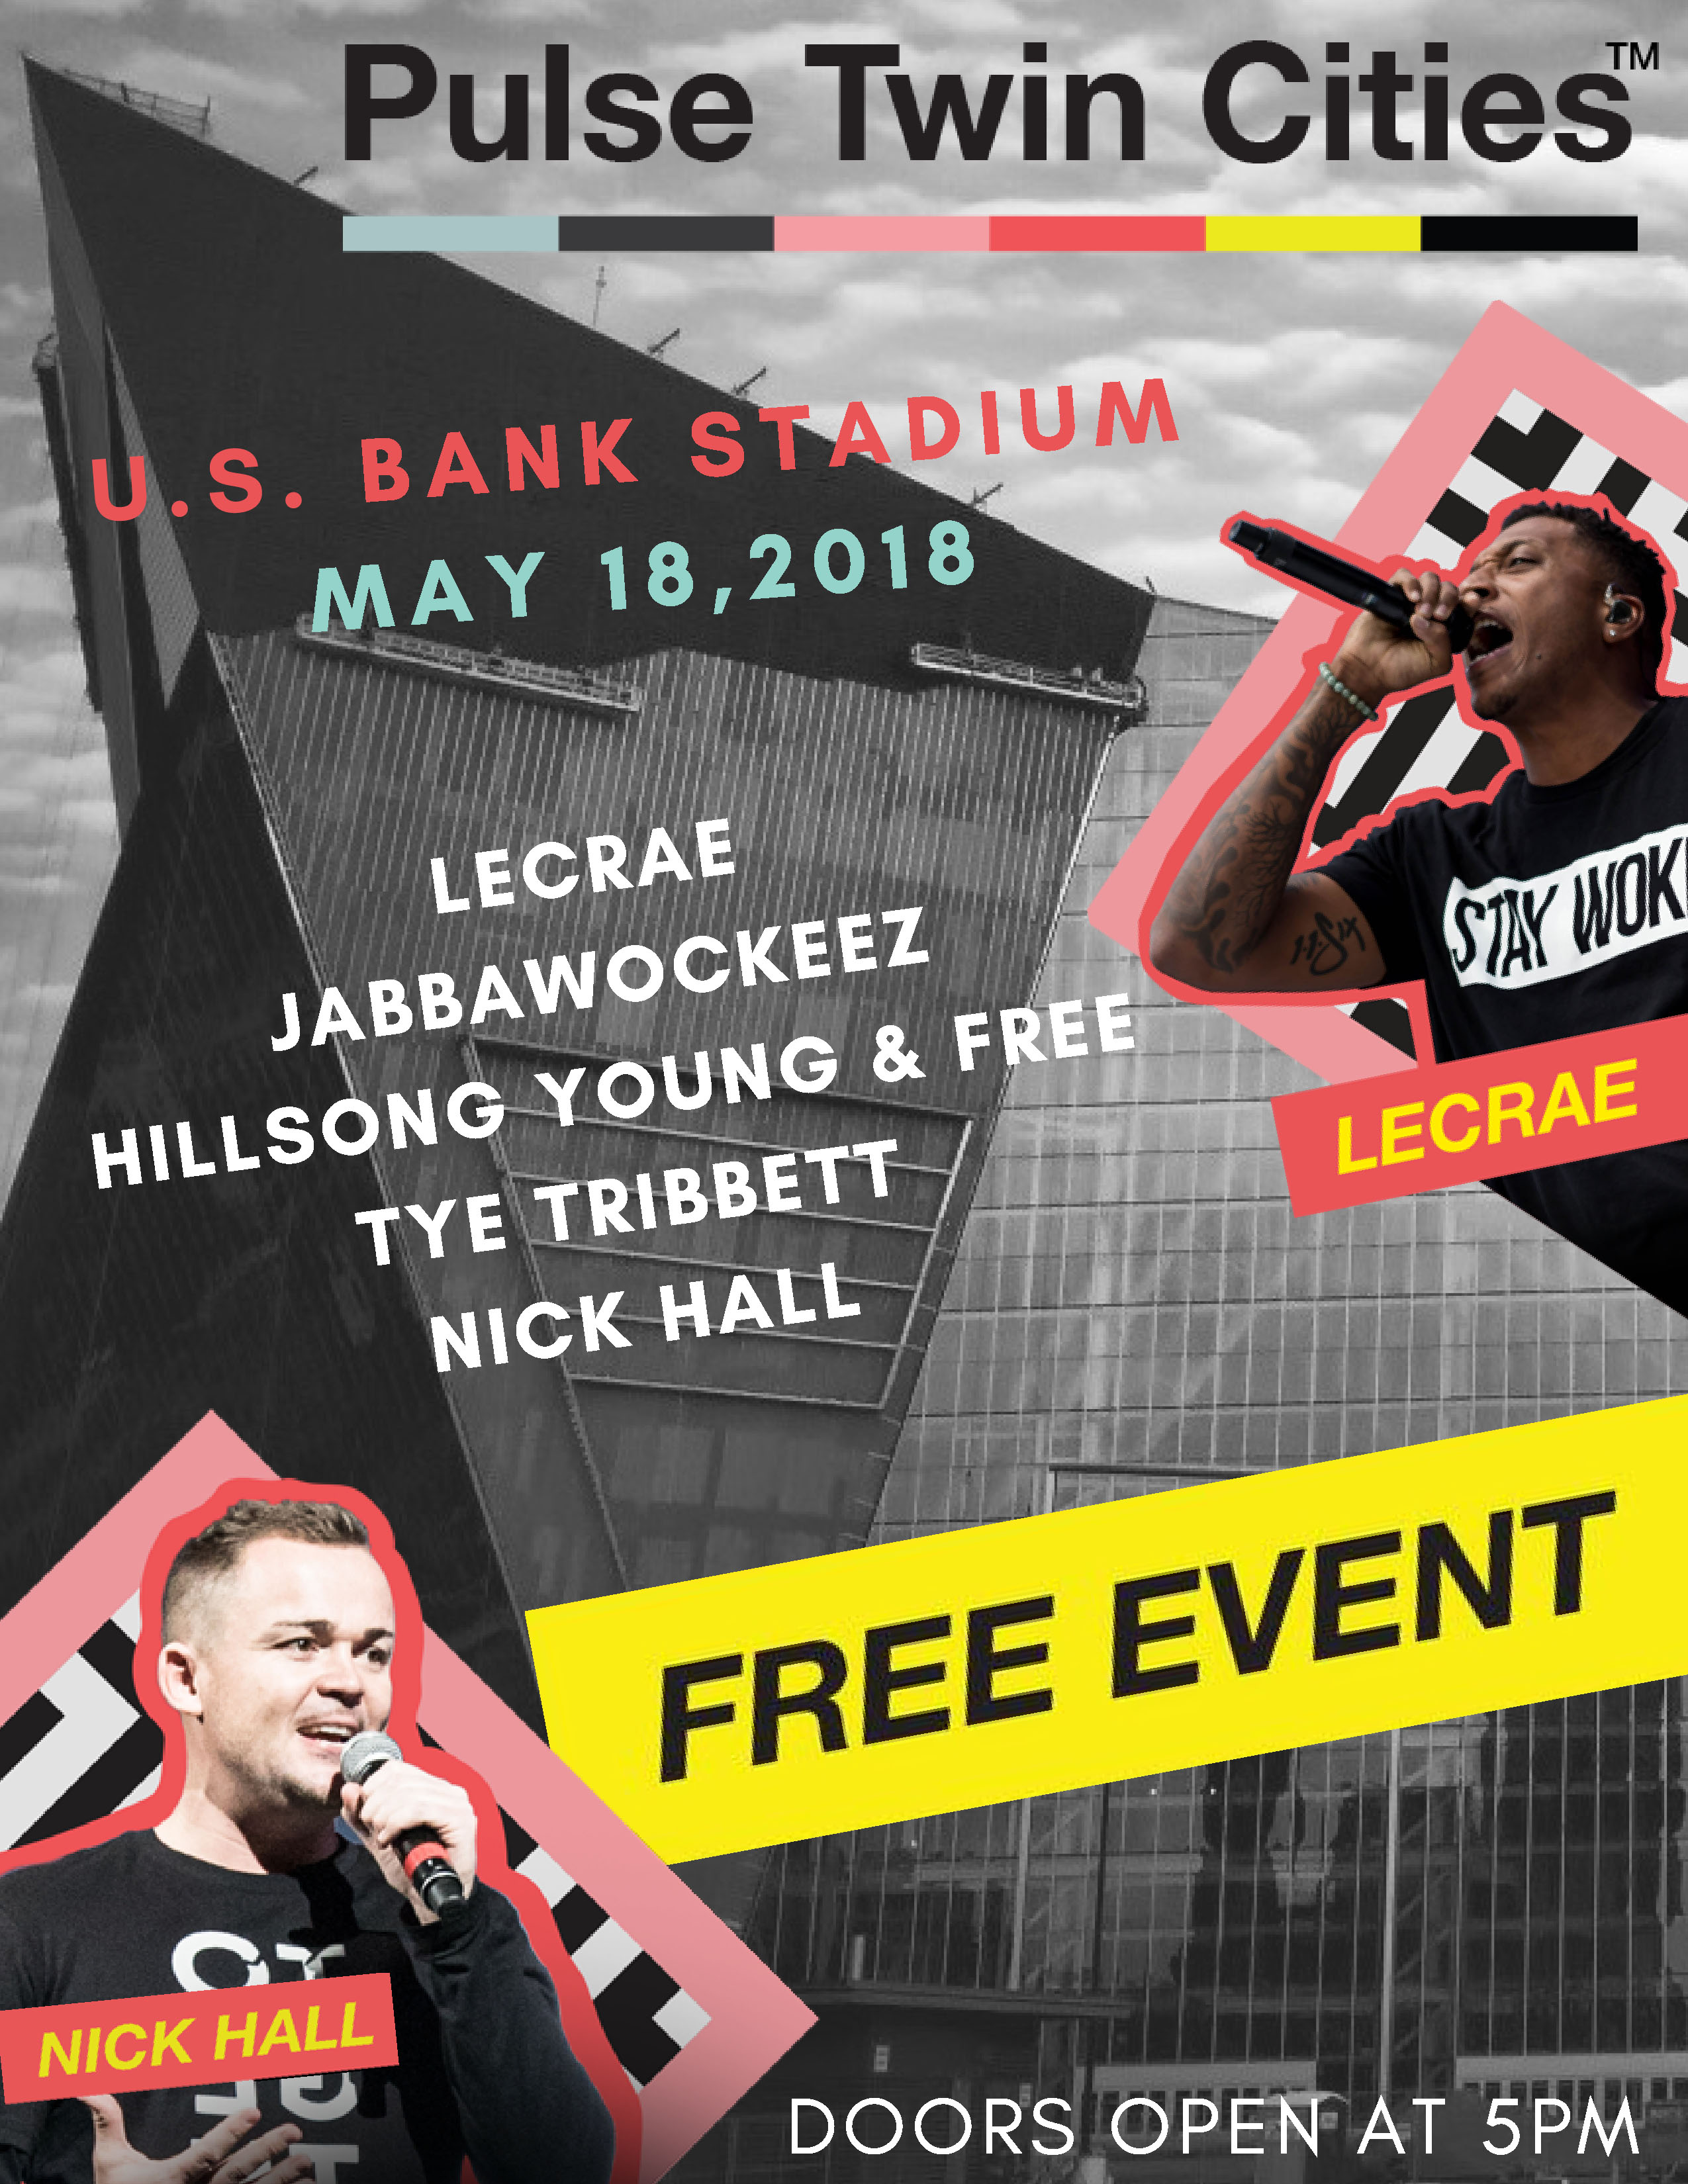 Pulse Twin Cities™
U.S. BANK STADIUM
MAY 18,2018
LECRAE
JABBAWOCKEEZ
HILLSONG YOUNG & FREE
TYE TRIBBETT
NICK HALL
STAY WOK
LECRAE
FREE EVENT
NICK HALL
DOORS OPEN AT 5PM